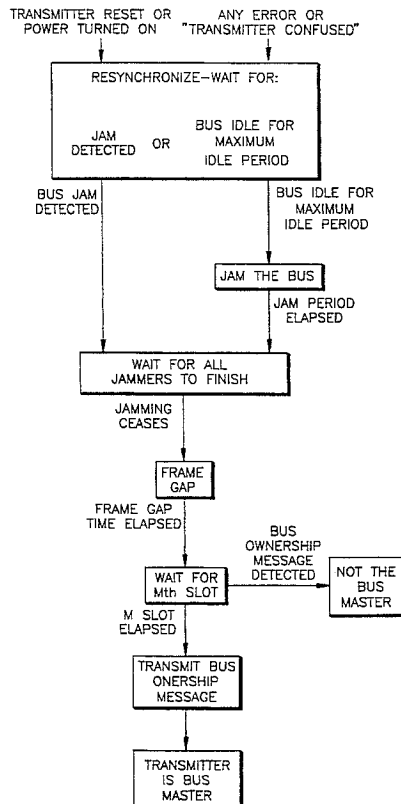 TRANSMITTER RESET OR
POWER TURNED ON
ANY ERROR OR
"TRANSMITTER CONFUSED"
RESYNCHRONIZE-WAIT FOR:
JAM
DETECTED
OR
BUS IDLE FOR
MAXIMUM
IDLE PERIOD
BUS JAM
DETECTED
BUS IDLE FOR
MAXIMUM
IDLE PERIOD
JAM THE BUS
JAM PERIOD
ELAPSED
WAIT FOR ALL
JAMMERS TO FINISH
JAMMING
CEASES
FRAME
GAP
FRAME GAP
TIME ELAPSED
BUS
OWNERSHIP
MESSAGE
DETECTED
WAIT FOR
Mth SLOT
NOT THE
BUS
MASTER
M SLOT
ELAPSED
TRANSMIT BUS
ONERSHIP
MESSAGE
TRANSMITTER
IS BUS
MASTER